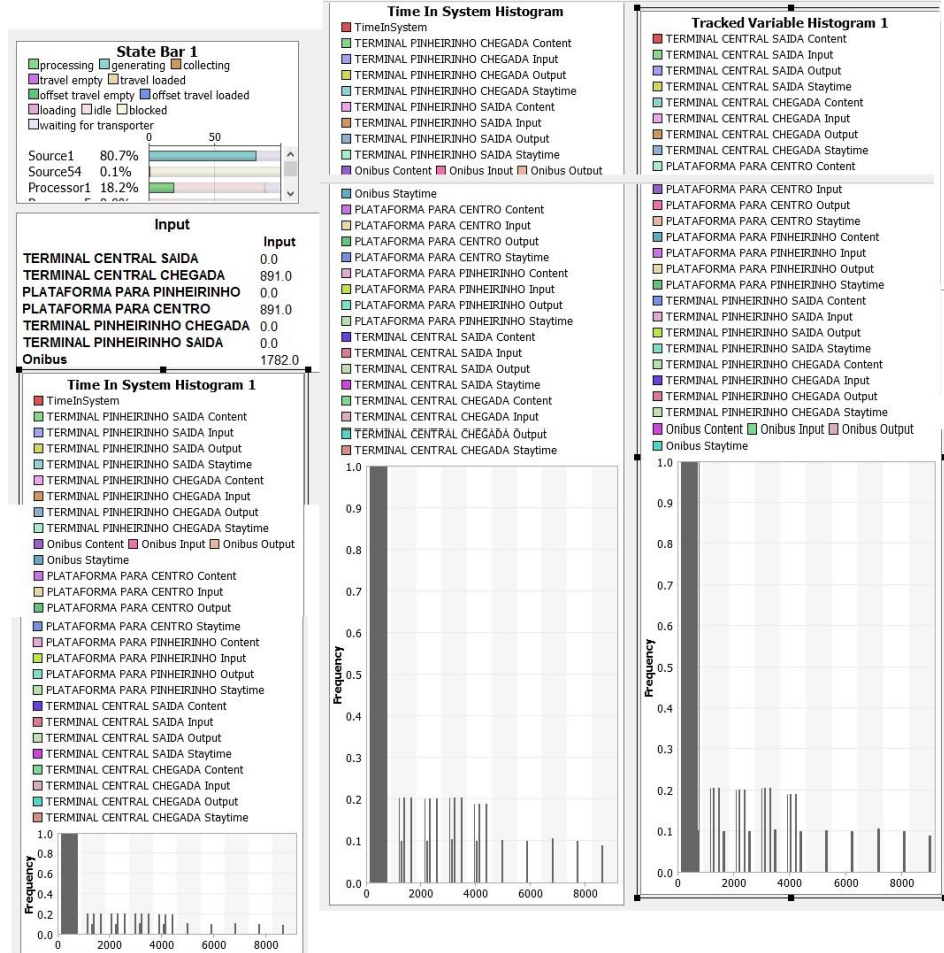 State Bar 1
processing generating collecting
travel empty travel loaded
offset travel empty offset travel loaded
loading idle blocked
waiting for transporter
0 50
Source1 80.7%
Source54 0.1%
Processor1 18.2%
Input
Input
TERMINAL CENTRAL SAIDA 0.0
TERMINAL CENTRAL CHEGADA 891.0
PLATAFORMA PARA PINHEIRINHO 0.0
PLATAFORMA PARA CENTRO 891.0
TERMINAL PINHEIRINHO CHEGADA 0.0
TERMINAL PINHEIRINHO SAIDA 0.0
Onibus 1782.0
Time In System Histogram 1
TimeInSystem
TERMINAL PINHEIRINHO SAIDA Content
TERMINAL PINHEIRINHO SAIDA Input
TERMINAL PINHEIRINHO SAIDA Output
TERMINAL PINHEIRINHO SAIDA Staytime
TERMINAL PINHEIRINHO CHEGADA Content
TERMINAL PINHEIRINHO CHEGADA Input
TERMINAL PINHEIRINHO CHEGADA Output
TERMINAL PINHEIRINHO CHEGADA Staytime
Onibus Content Onibus Input Onibus Output
Onibus Staytime
PLATAFORMA PARA CENTRO Content
PLATAFORMA PARA CENTRO Input
PLATAFORMA PARA CENTRO Output
PLATAFORMA PARA CENTRO Staytime
PLATAFORMA PARA PINHEIRINHO Content
PLATAFORMA PARA PINHEIRINHO Input
PLATAFORMA PARA PINHEIRINHO Output
PLATAFORMA PARA PINHEIRINHO Staytime
TERMINAL CENTRAL SAIDA Content
TERMINAL CENTRAL SAIDA Input
TERMINAL CENTRAL SAIDA Output
TERMINAL CENTRAL SAIDA Staytime
TERMINAL CENTRAL CHEGADA Content
TERMINAL CENTRAL CHEGADA Input
TERMINAL CENTRAL CHEGADA Output
TERMINAL CENTRAL CHEGADA Staytime
1.0
0.8
0.6
0.4
0.2
0.0
Frequency
0 2000 4000 6000 8000
Time In System Histogram
TimeInSystem
TERMINAL PINHEIRINHO CHEGADA Content
TERMINAL PINHEIRINHO CHEGADA Input
TERMINAL PINHEIRINHO CHEGADA Output
TERMINAL PINHEIRINHO CHEGADA Staytime
TERMINAL PINHEIRINHO SAIDA Content
TERMINAL PINHEIRINHO SAIDA Input
TERMINAL PINHEIRINHO SAIDA Output
TERMINAL PINHEIRINHO SAIDA Staytime
Onibus Content Onibus Input Onibus Output
Onibus Staytime
PLATAFORMA PARA CENTRO Content
PLATAFORMA PARA CENTRO Input
PLATAFORMA PARA CENTRO Output
PLATAFORMA PARA CENTRO Staytime
PLATAFORMA PARA PINHEIRINHO Content
PLATAFORMA PARA PINHEIRINHO Input
PLATAFORMA PARA PINHEIRINHO Output
PLATAFORMA PARA PINHEIRINHO Staytime
TERMINAL CENTRAL SAIDA Content
TERMINAL CENTRAL SAIDA Input
TERMINAL CENTRAL SAIDA Output
TERMINAL CENTRAL SAIDA Staytime
TERMINAL CENTRAL CHEGADA Content
TERMINAL CENTRAL CHEGADA Input
TERMINAL CENTRAL CHEGADA Output
TERMINAL CENTRAL CHEGADA Staytime
1.0
0.9
0.8
0.7
0.6
0.5
0.4
0.3
0.2
0.1
0.0
Frequency
0 2000 4000 6000 8000
Tracked Variable Histogram 1
TERMINAL CENTRAL SAIDA Content
TERMINAL CENTRAL SAIDA Input
TERMINAL CENTRAL SAIDA Output
TERMINAL CENTRAL SAIDA Staytime
TERMINAL CENTRAL CHEGADA Content
TERMINAL CENTRAL CHEGADA Input
TERMINAL CENTRAL CHEGADA Output
TERMINAL CENTRAL CHEGADA Staytime
PLATAFORMA PARA CENTRO Content
PLATAFORMA PARA CENTRO Input
PLATAFORMA PARA CENTRO Output
PLATAFORMA PARA CENTRO Staytime
PLATAFORMA PARA PINHEIRINHO Content
PLATAFORMA PARA PINHEIRINHO Input
PLATAFORMA PARA PINHEIRINHO Output
PLATAFORMA PARA PINHEIRINHO Staytime
TERMINAL PINHEIRINHO SAIDA Content
TERMINAL PINHEIRINHO SAIDA Input
TERMINAL PINHEIRINHO SAIDA Output
TERMINAL PINHEIRINHO SAIDA Staytime
TERMINAL PINHEIRINHO CHEGADA Content
TERMINAL PINHEIRINHO CHEGADA Input
TERMINAL PINHEIRINHO CHEGADA Output
TERMINAL PINHEIRINHO CHEGADA Staytime
Onibus Content Onibus Input Onibus Output
Onibus Staytime
1.0
0.9
0.8
0.7
0.6
0.5
0.4
0.3
0.2
0.1
0.0
Frequency
0 2000 4000 6000 8000